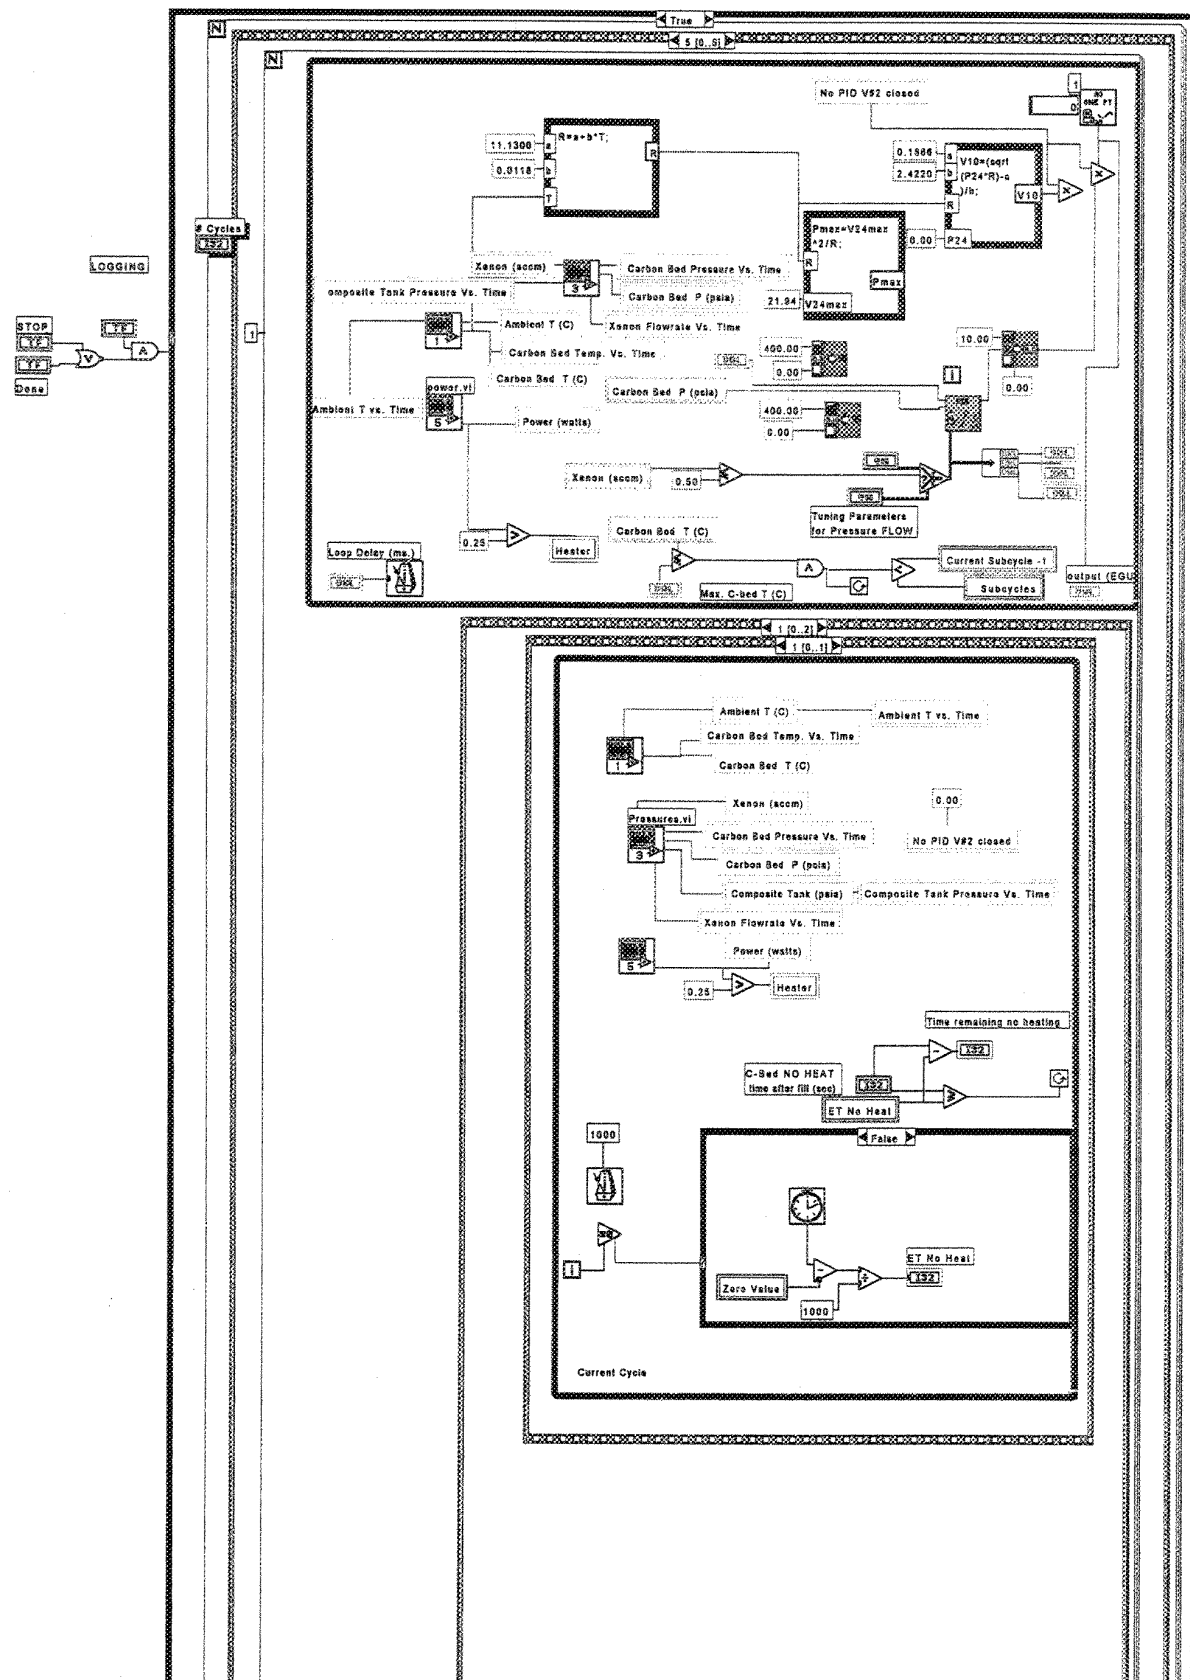 True
N
5 [0..5]
N
No PID V#2 closed
1
0
AO
ONE PT
R=a+b*T;
11.1300
a
R
0.0118
b
T
0.1966
a
V10=(sqrt
2.4220
b
(P24*R)-a
)/b;
V10
R
Pmax=V24max
^2/R;
0.00
P24
R
Pmax
21.94
V24max
# Cycles
I32
LOGGING
STOP
TF
TF
V
TF
A
Done
1
Xenon (sccm)
3
Carbon Bed Pressure Vs. Time
omposite Tank Pressure Vs. Time
Carbon Bed P (psia)
Ambient T (C)
Xenon Flowrate Vs. Time
1
Carbon Bed Temp. Vs. Time
Carbon Bed T (C)
power.vi
5
Ambient T vs. Time
Power (watts)
400.00
0.00
10.00
0.00
i
Carbon Bed P (psia)
400.00
0.00
Xenon (sccm)
0.50
Tuning Parameters
for Pressure FLOW
0.25
>
Heater
Carbon Bed T (C)
Loop Delay (ms.)
Max. C-bed T (C)
A
<
Current Subcycle -1
Subcycles
output (EGU
1 [0..2]
1 [0..1]
Ambient T (C)
Ambient T vs. Time
Carbon Bed Temp. Vs. Time
1
Carbon Bed T (C)
Xenon (sccm)
0.00
Pressures.vi
3
Carbon Bed Pressure Vs. Time
No PID V#2 closed
Carbon Bed P (psia)
Composite Tank (psia)
Composite Tank Pressure Vs. Time
Xenon Flowrate Vs. Time
Power (watts)
5
0.25
>
Heater
Time remaining no heating
-
I32
C-Bed NO HEAT
time after fill (sec)
I32
ET No Heat
1000
False
=0
i
ET No Heat
-
÷
I32
Zero Value
1000
Current Cycle